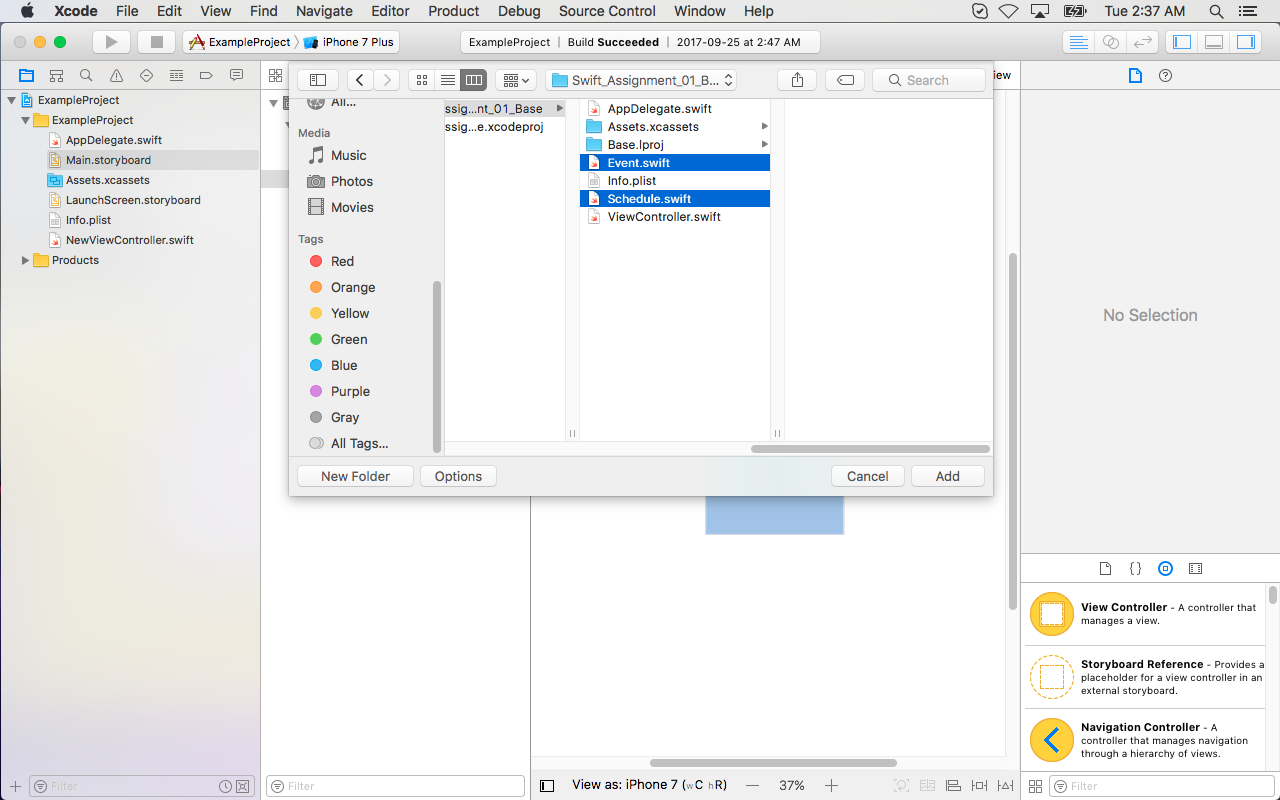 Xcode File Edit View Find Navigate Editor Product Debug Source Control Window Help Tue 2:37 AM
ExampleProject iPhone 7 Plus ExampleProject | Build Succeeded | 2017-09-25 at 2:47 AM
Swift_Assignment_01_B... Search
ExampleProject
ExampleProject
AppDelegate.swift
Main.storyboard
Assets.xcassets
LaunchScreen.storyboard
Info.plist
NewViewController.swift
Products
All...
Media
Music
Photos
Movies
Tags
Red
Orange
Yellow
Green
Blue
Purple
Gray
All Tags...
ssig...nt_01_Base
ssig...e.xcodeproj
AppDelegate.swift
Assets.xcassets
Base.lproj
Event.swift
Info.plist
Schedule.swift
ViewController.swift
New Folder Options Cancel Add
No Selection
View Controller - A controller that
manages a view.
Storyboard Reference - Provides a
placeholder for a view controller in an
external storyboard.
Navigation Controller - A
controller that manages navigation
through a hierarchy of views.
Filter Filter View as: iPhone 7 (wC hR) 37% Filter